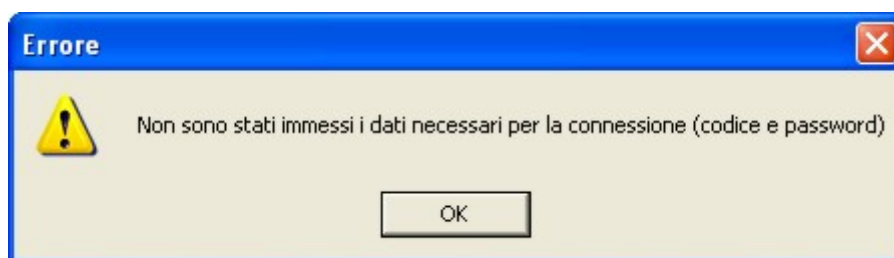 Errore
Non sono stati immessi i dati necessari per la connessione (codice e password)
OK